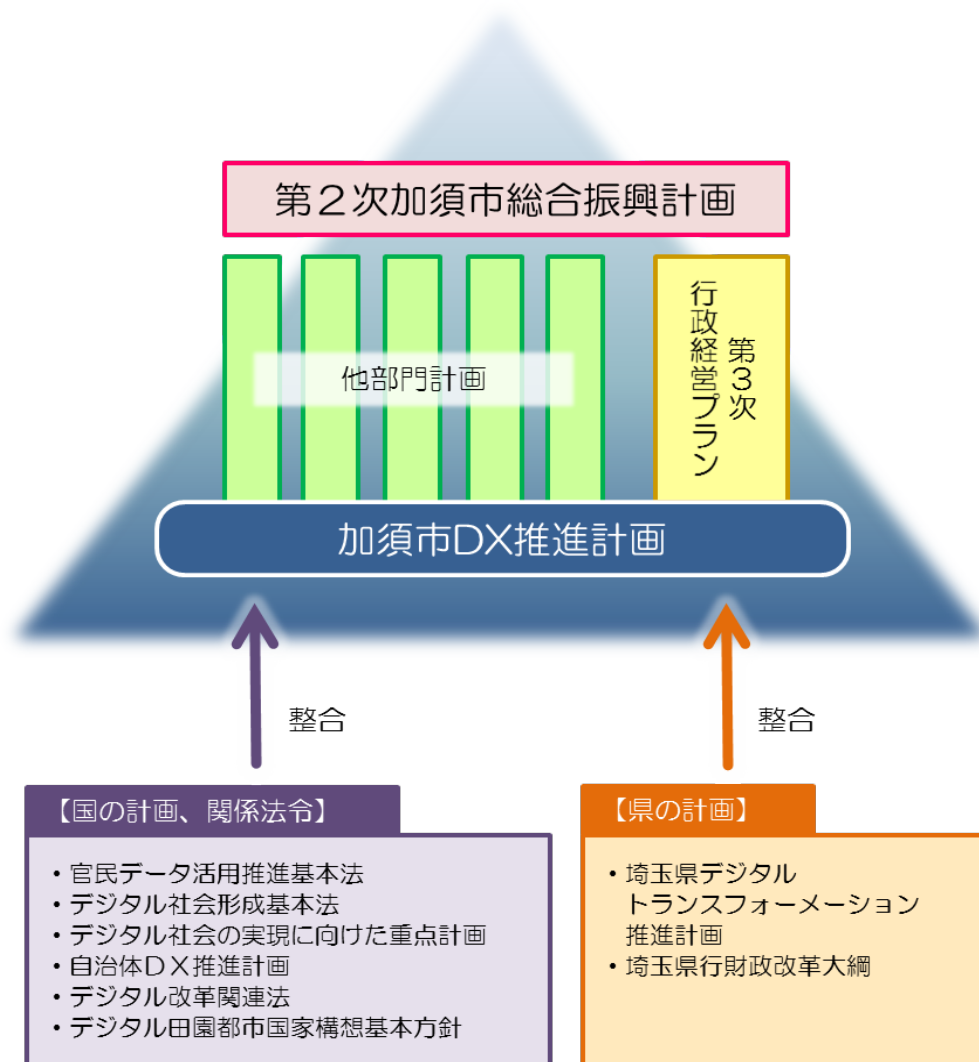 第２次加須市総合振興計画
他部門計画
第３次
行政経営プラン
加須市DX推進計画
整合
整合
【国の計画、関係法令】
・官民データ活用推進基本法
・デジタル社会形成基本法
・デジタル社会の実現に向けた重点計画
・自治体ＤＸ推進計画
・デジタル改革関連法
・デジタル田園都市国家構想基本方針
【県の計画】
・埼玉県デジタル
トランスフォーメーション
推進計画
・埼玉県行財政改革大綱